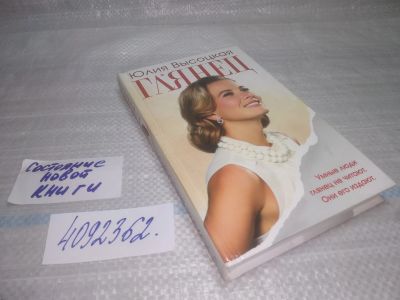 Юлия Высоцкая
ГЛЯНЕЦ
Умные люди
глянец не читают.
Они его издают.
Состояние
новой
книги
4092362.